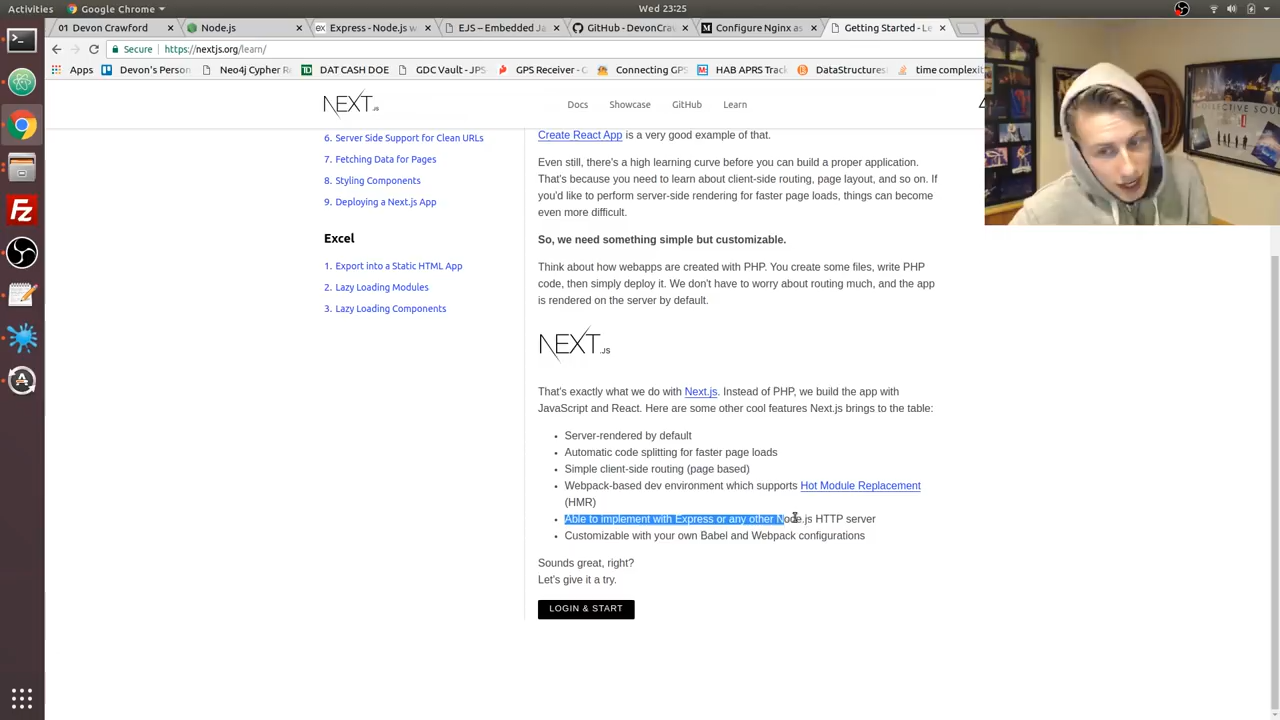 Activities
Google Chrome ▾
Wed 23:25
01 Devon Crawford
Node.js
Express - Node.js w
EJS – Embedded Ja
GitHub - DevonCraw
Configure Nginx as
Getting Started - Le
Secure
https://nextjs.org/learn/
Apps
Devon's Person
Neo4j Cypher
DAT CASH DOE
GDC Vault - JPS
GPS Receiver - G
Connecting GPS
HAB APRS Track
DataStructures
time complexit
NEXT.JS
Docs
Showcase
GitHub
Learn
6. Server Side Support for Clean URLs
7. Fetching Data for Pages
8. Styling Components
9. Deploying a Next.js App
Excel
1. Export into a Static HTML App
2. Lazy Loading Modules
3. Lazy Loading Components
Create React App is a very good example of that.
Even still, there's a high learning curve before you can build a proper application.
That's because you need to learn about client-side routing, page layout, and so on. If
you'd like to perform server-side rendering for faster page loads, things can become
even more difficult.
So, we need something simple but customizable.
Think about how webapps are created with PHP. You create some files, write PHP
code, then simply deploy it. We don't have to worry about routing much, and the app
is rendered on the server by default.
NEXT.JS
That's exactly what we do with Next.js. Instead of PHP, we build the app with
JavaScript and React. Here are some other cool features Next.js brings to the table:
• Server-rendered by default
• Automatic code splitting for faster page loads
• Simple client-side routing (page based)
• Webpack-based dev environment which supports Hot Module Replacement
(HMR)
• Able to implement with Express or any other Node.js HTTP server
• Customizable with your own Babel and Webpack configurations
Sounds great, right?
Let's give it a try.
LOGIN & START
COLLECTIVE SOUL